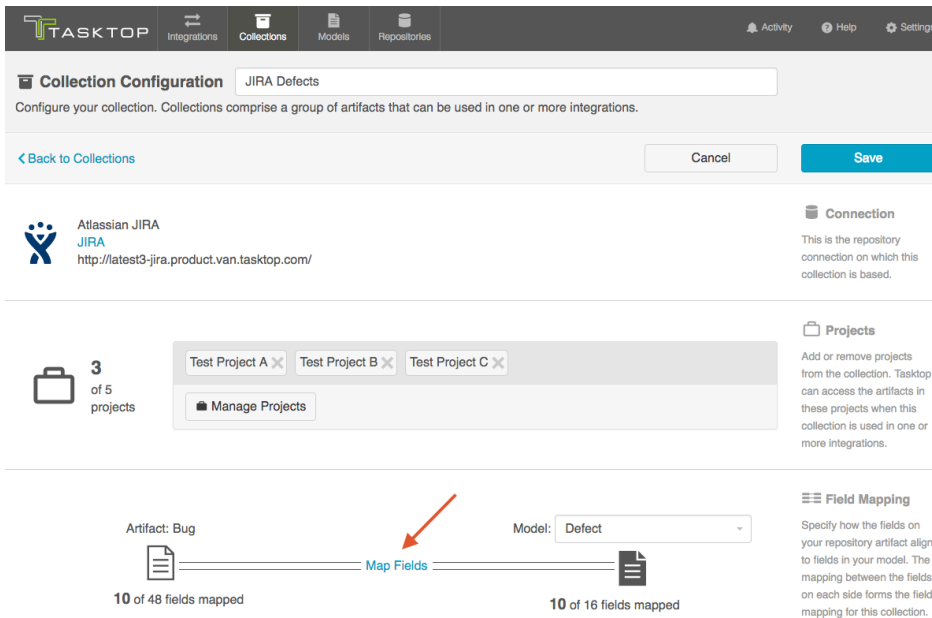 TASKTOP
Integrations
Collections
Models
Repositories
Activity
Help
Settings
Collection Configuration
JIRA Defects
Configure your collection. Collections comprise a group of artifacts that can be used in one or more integrations.
Back to Collections
Cancel
Save
Atlassian JIRA
JIRA
http://latest3-jira.product.van.tasktop.com/
Connection
This is the repository
connection on which this
collection is based.
3
of 5
projects
Test Project A
Test Project B
Test Project C
Manage Projects
Projects
Add or remove projects
from the collection. Tasktop
can access the artifacts in
these projects when this
collection is used in one or
more integrations.
Artifact: Bug
10 of 48 fields mapped
Map Fields
Model: Defect
10 of 16 fields mapped
Field Mapping
Specify how the fields on
your repository artifact align
to fields in your model. The
mapping between the fields
on each side forms the field
mapping for this collection.